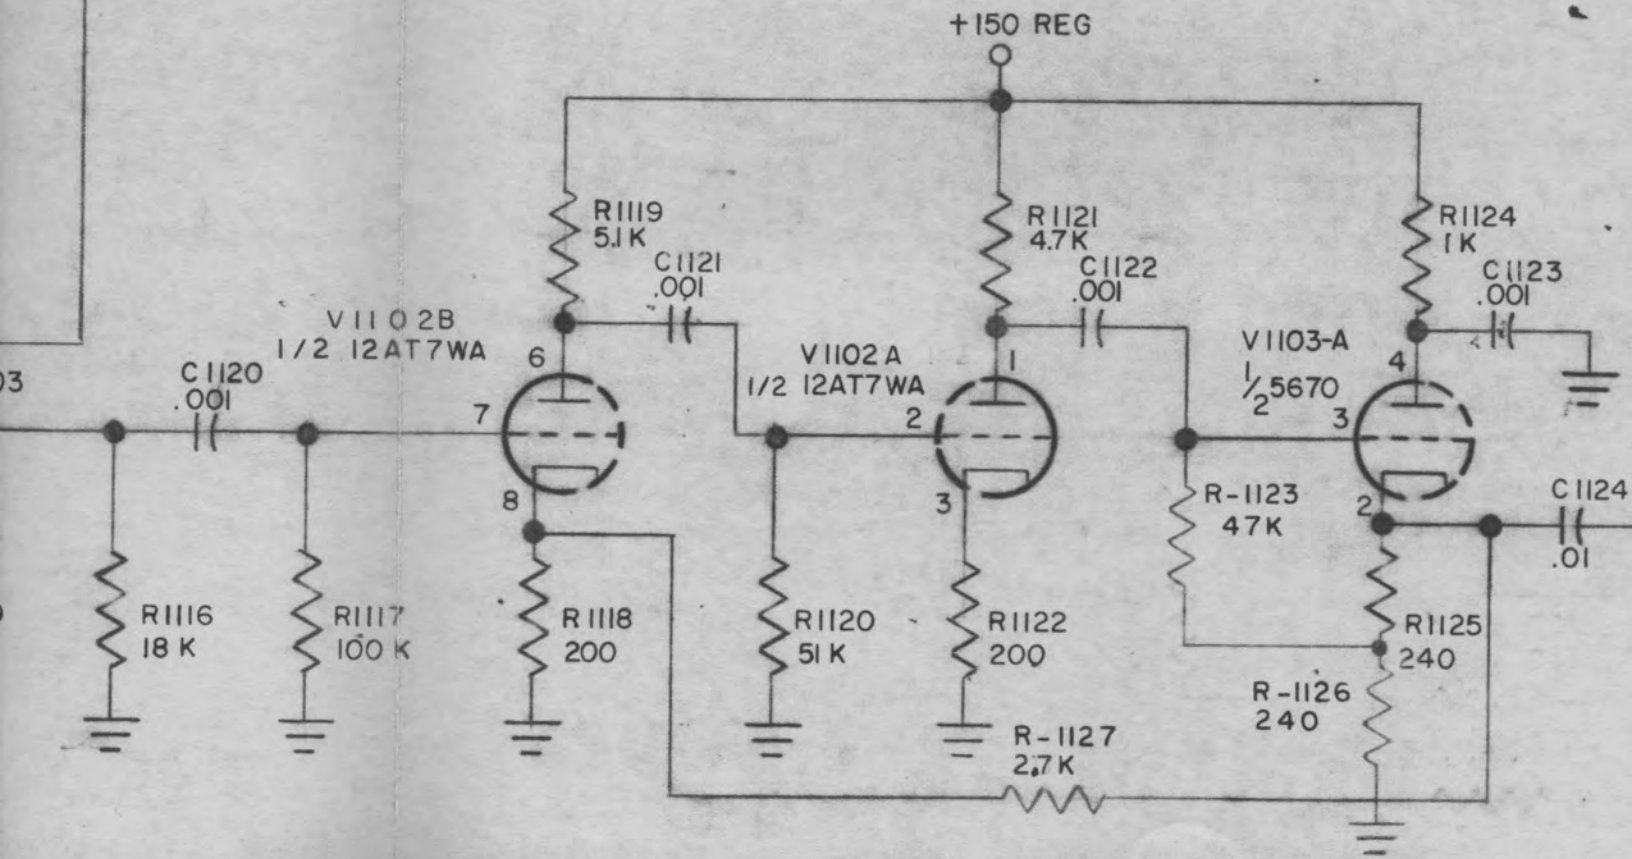 +150 REG
R1119
5.1K
C1121
.001
R1121
4.7K
C1122
.001
R1124
1K
C1123
.001
V1102B
1/2 12AT7WA
6
V1102A
1/2 12AT7WA
1
V1103-A
1/2 5670
4
03
C1120
.001
7
2
3
8
3
R-1123
47K
2
C1124
.01
R1116
18K
R1117
100K
R1118
200
R1120
51K
R1122
200
R1125
240
R-1126
240
R-1127
2.7K